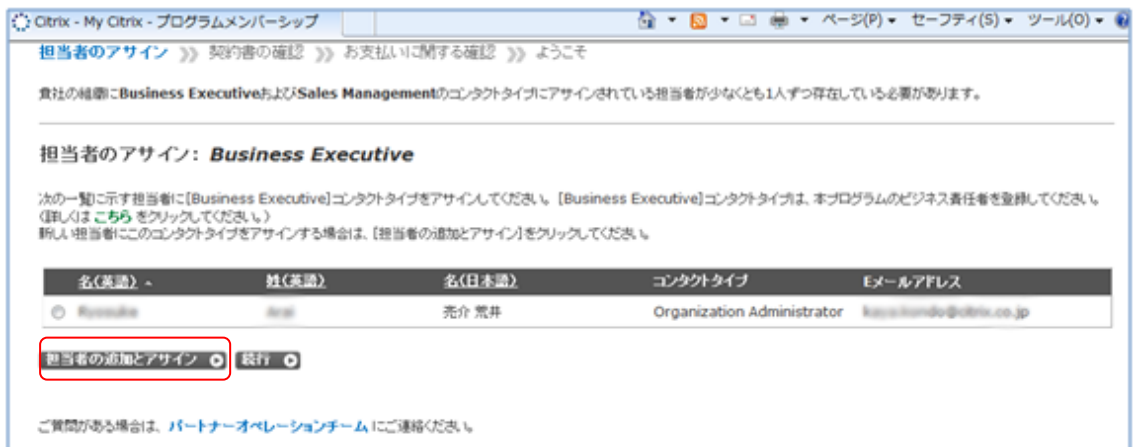 Citrix - My Citrix - プログラムメンバーシップ
ページ(P) セーフティ(S) ツール(O)
担当者のアサイン 》 契約書の確認 》 お支払いに関する確認 》 ようこそ
貴社の組織にBusiness ExecutiveおよびSales Managementのコンタクトタイプにアサインされている担当者が少なくとも1人ずつ存在している必要があります。
担当者のアサイン: Business Executive
次の一覧に示す担当者に[Business Executive]コンタクトタイプをアサインしてください。[Business Executive]コンタクトタイプは、本プログラムのビジネス責任者を登録してください。
(詳しくは こちら をクリックしてください。)
新しい担当者にこのコンタクトタイプをアサインする場合は、[担当者の追加とアサイン]をクリックしてください。
名(英語) 姓(英語) 名(日本語) コンタクトタイプ Eメールアドレス
亮介 荒井 Organization Administrator
担当者の追加とアサイン 続行
ご質問がある場合は、パートナーオペレーションチーム にご連絡ください。